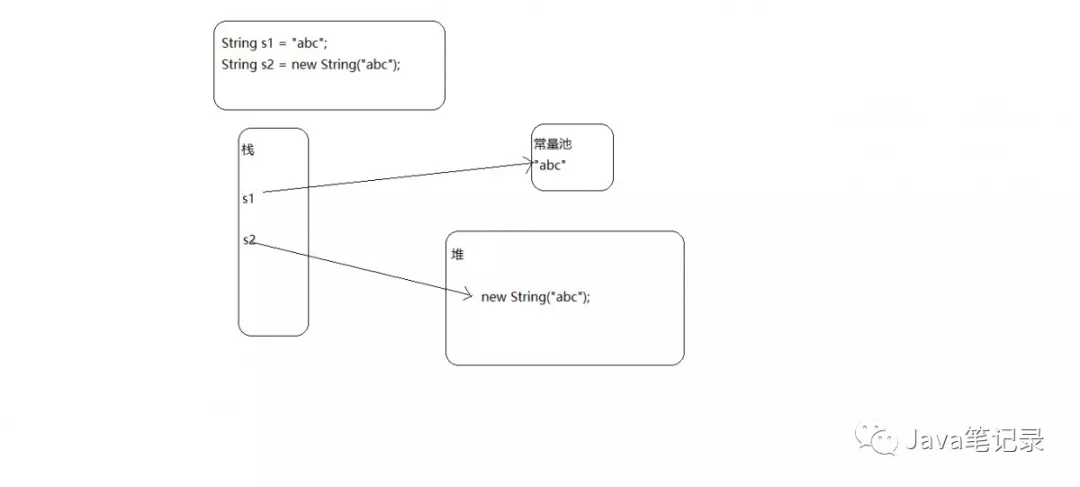 String s1 = "abc";
String s2 = new String("abc");
栈
s1
s2
常量池
"abc"
堆
new String("abc");
Java笔记录